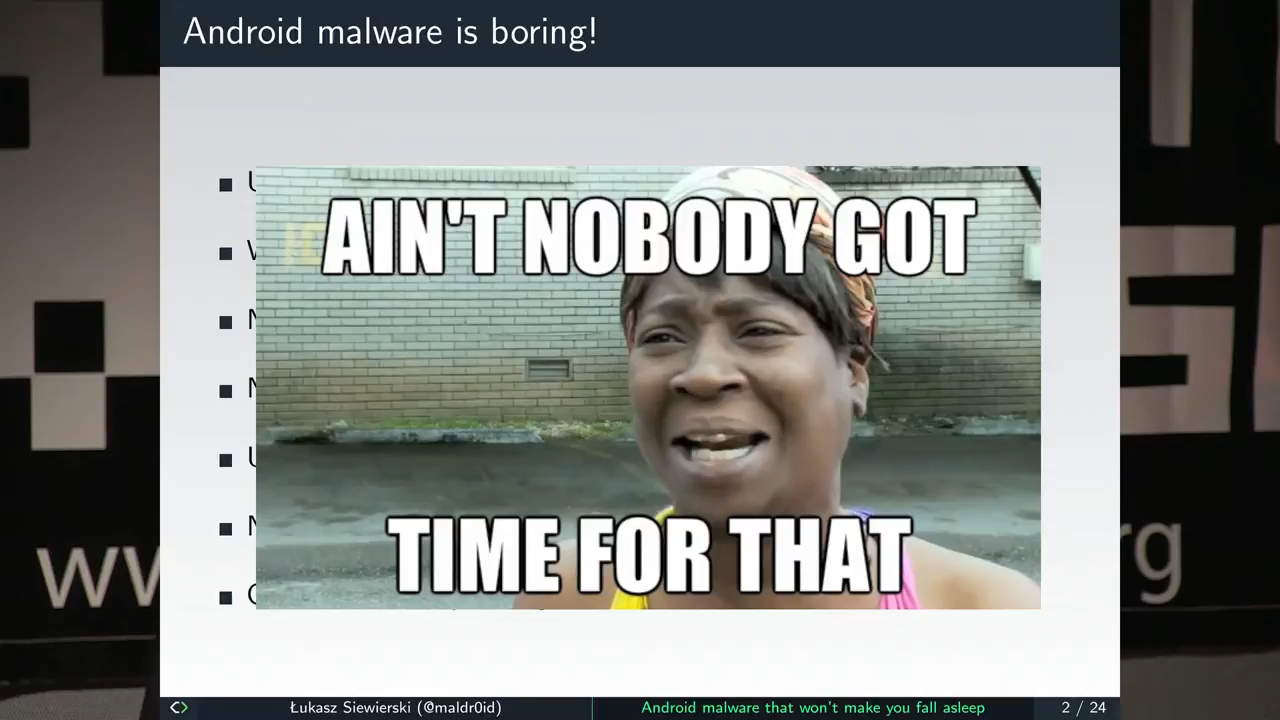 Android malware is boring!
AIN'T NOBODY GOT
TIME FOR THAT
Łukasz Siewierski (@maldr0id)
Android malware that won't make you fall asleep
2 / 24